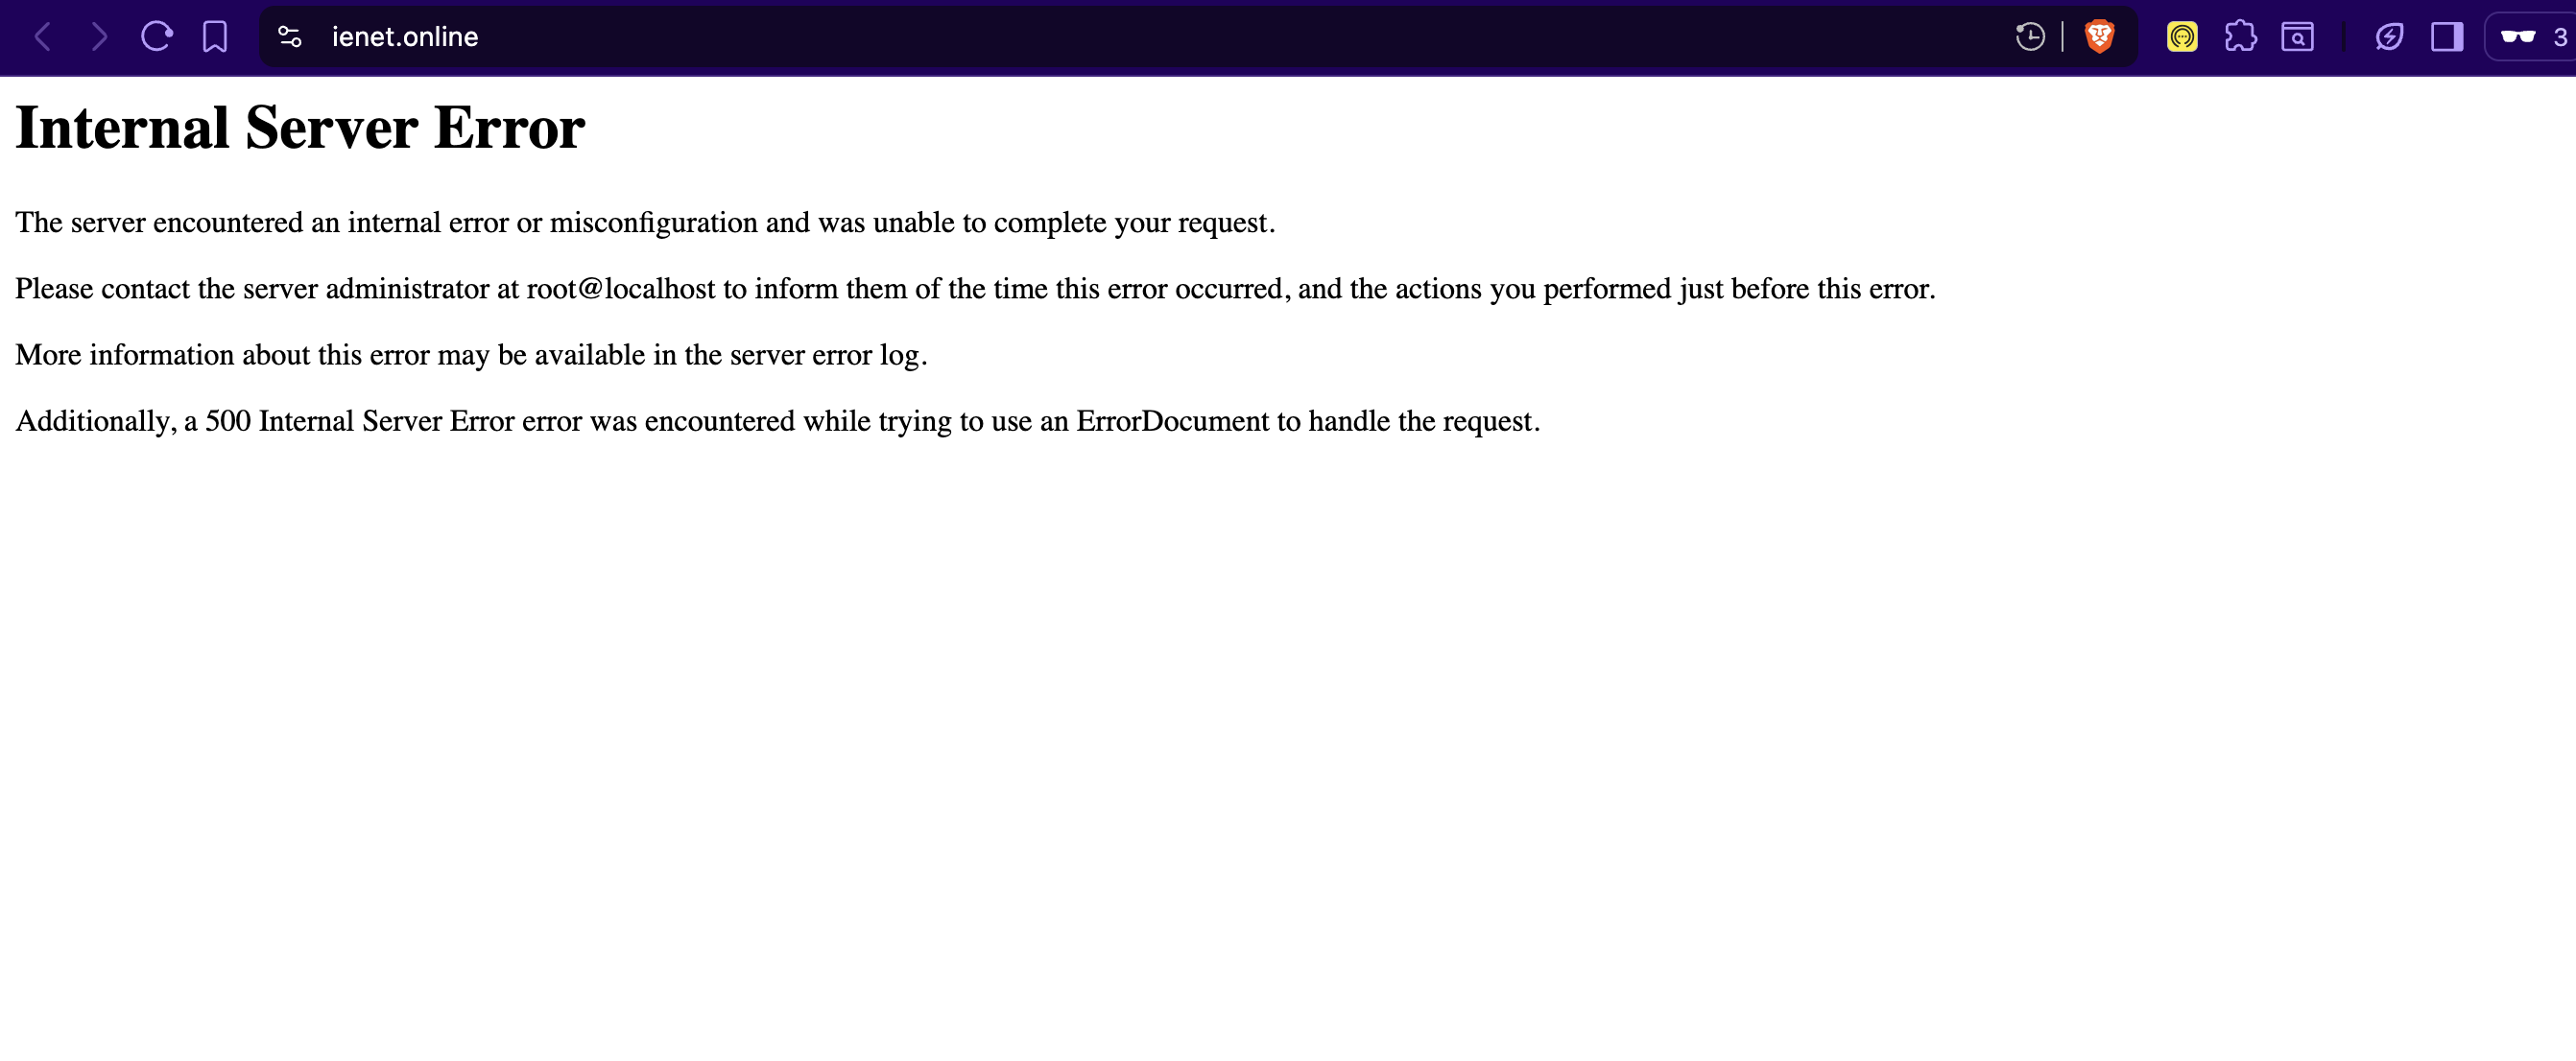 ienet.online
3
Internal Server Error
The server encountered an internal error or misconfiguration and was unable to complete your request.
Please contact the server administrator at root@localhost to inform them of the time this error occurred, and the actions you performed just before this error.
More information about this error may be available in the server error log.
Additionally, a 500 Internal Server Error error was encountered while trying to use an ErrorDocument to handle the request.